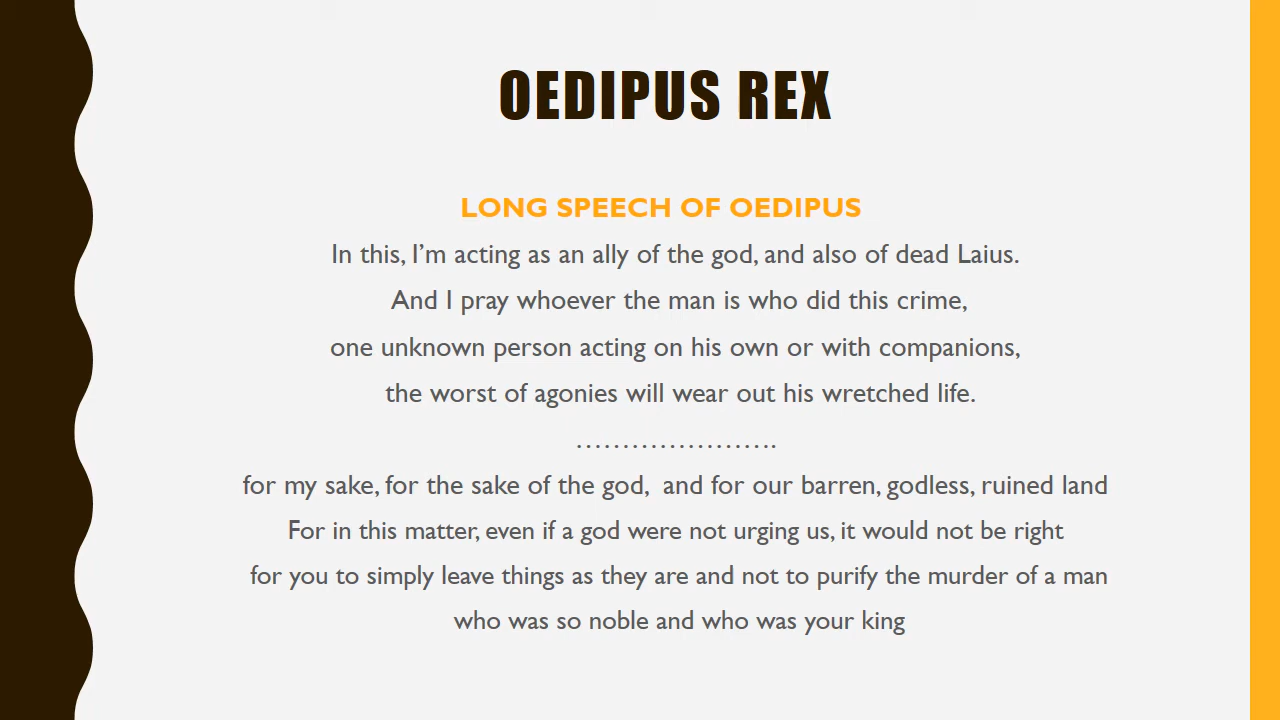 OEDIPUS REX
LONG SPEECH OF OEDIPUS
In this, I’m acting as an ally of the god, and also of dead Laius.
And I pray whoever the man is who did this crime,
one unknown person acting on his own or with companions,
the worst of agonies will wear out his wretched life.
…………………..
for my sake, for the sake of the god,  and for our barren, godless, ruined land
For in this matter, even if a god were not urging us, it would not be right
for you to simply leave things as they are and not to purify the murder of a man
who was so noble and who was your king